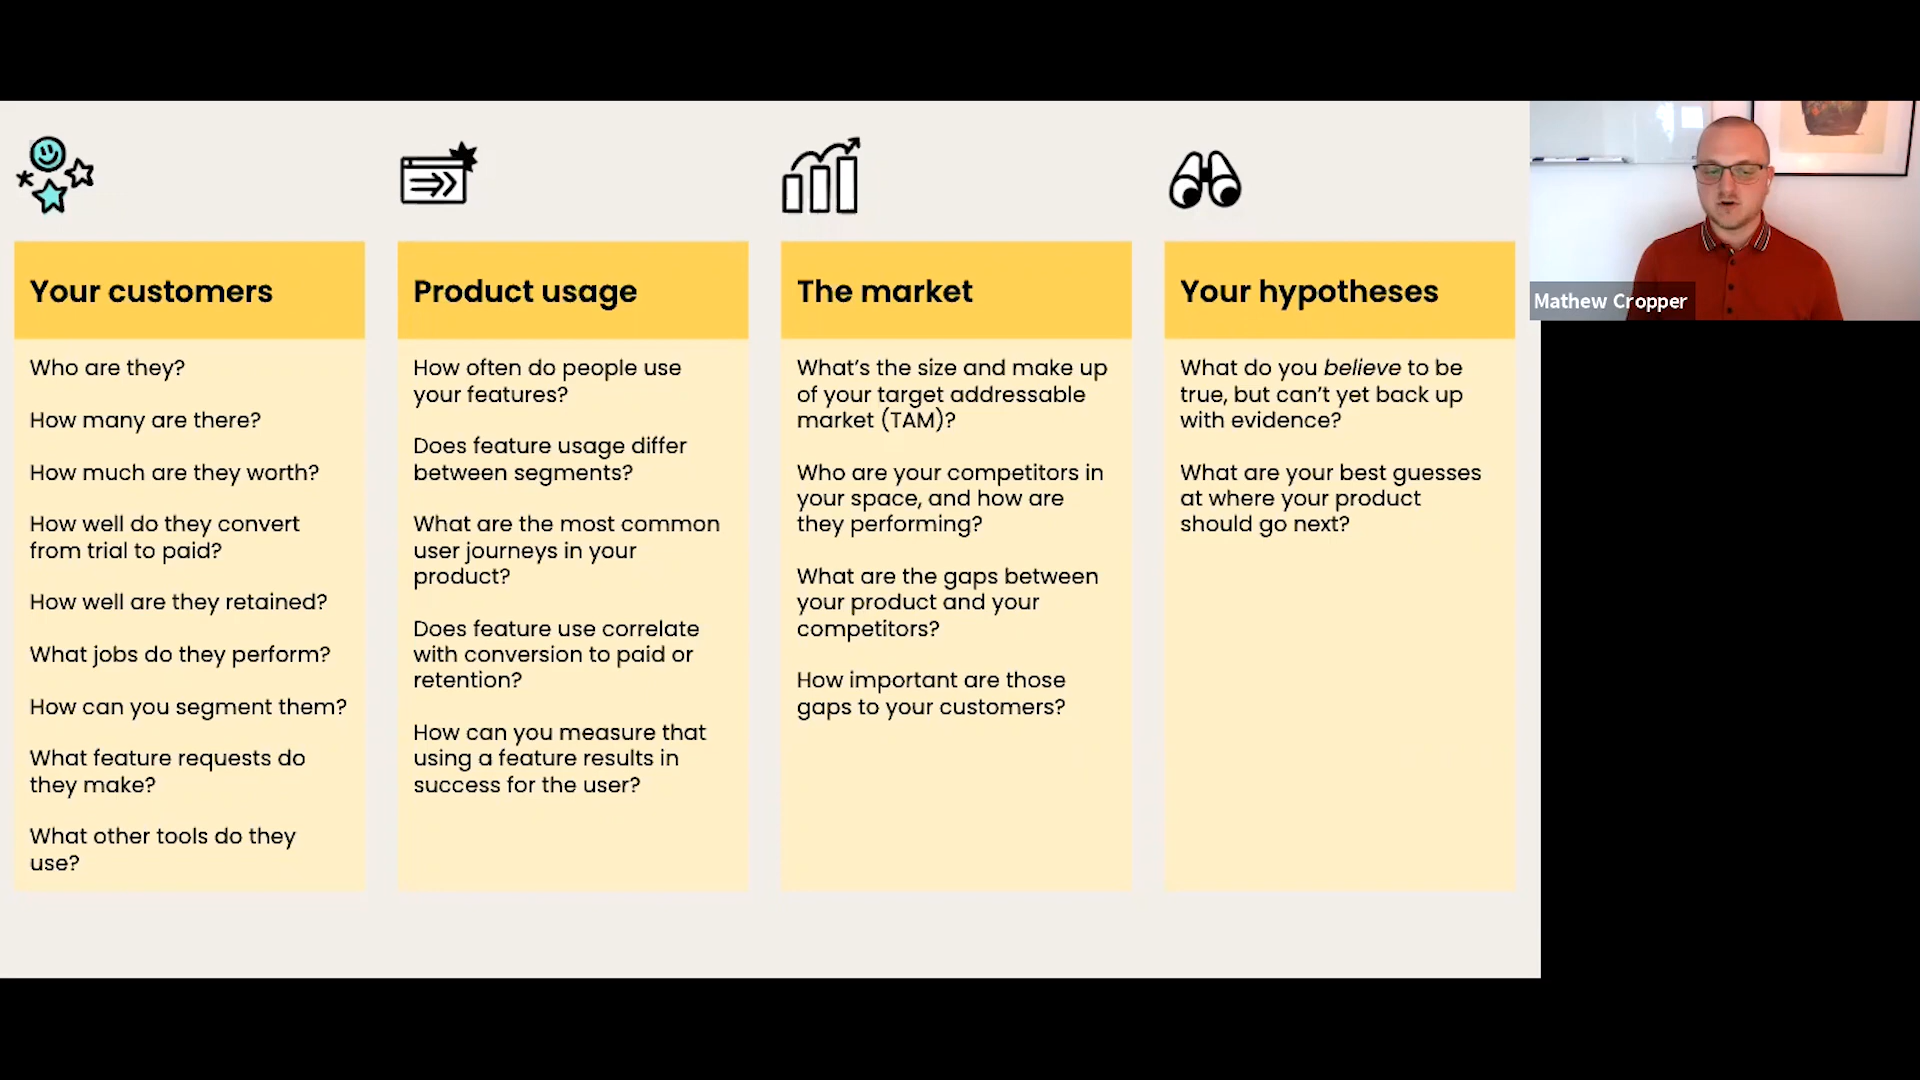 Your customers
Who are they?
How many are there?
How much are they worth?
How well do they convert
from trial to paid?
How well are they retained?
What jobs do they perform?
How can you segment them?
What feature requests do
they make?
What other tools do they
use?
Product usage
How often do people use
your features?
Does feature usage differ
between segments?
What are the most common
user journeys in your
product?
Does feature use correlate
with conversion to paid or
retention?
How can you measure that
using a feature results in
success for the user?
The market
What’s the size and make up
of your target addressable
market (TAM)?
Who are your competitors in
your space, and how are
they performing?
What are the gaps between
your product and your
competitors?
How important are those
gaps to your customers?
Your hypotheses
What do you believe to be
true, but can’t yet back up
with evidence?
What are your best guesses
at where your product
should go next?
Mathew Cropper